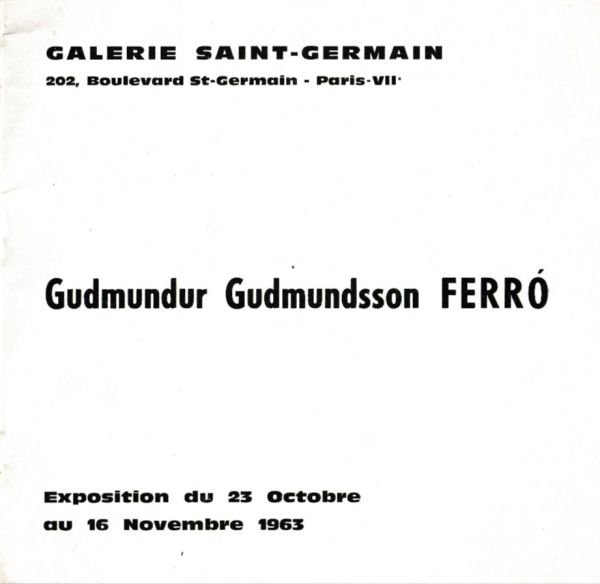 GALERIE SAINT-GERMAIN
202, Boulevard St-Germain - Paris-VIIe
Gudmundur Gudmundsson FERRÓ
Exposition du 23 Octobre
au 16 Novembre 1963